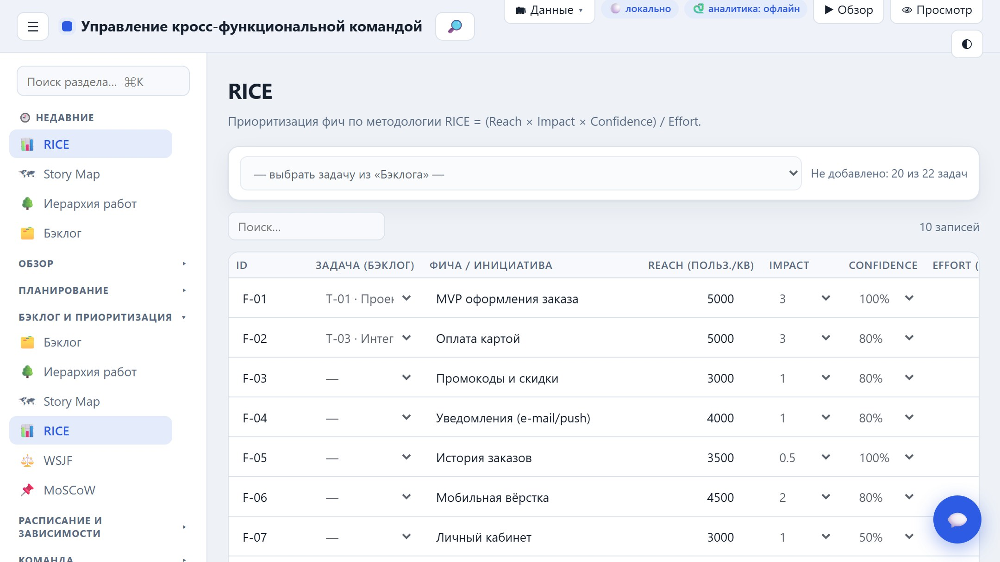 Управление кросс-функциональной командой
Данные
локально
аналитика: офлайн
Обзор
Просмотр
Поиск раздела... ⌘K
НЕДАВНИЕ
RICE
Story Map
Иерархия работ
Бэклог
ОБЗОР
ПЛАНИРОВАНИЕ
БЭКЛОГ И ПРИОРИТИЗАЦИЯ
Бэклог
Иерархия работ
Story Map
RICE
WSJF
MoSCoW
РАСПИСАНИЕ И
ЗАВИСИМОСТИ
КОМАНДА
RICE
Приоритизация фич по методологии RICE = (Reach × Impact × Confidence) / Effort.
— выбрать задачу из «Бэклога» —
Не добавлено: 20 из 22 задач
Поиск...
10 записей
ID ЗАДАЧА (БЭКЛОГ) ФИЧА / ИНИЦИАТИВА REACH (ПОЛЬЗ./КВ) IMPACT CONFIDENCE EFFORT (
F-01 T-01 · Проек MVP оформления заказа 5000 3 100%
F-02 T-03 · Интег Оплата картой 5000 3 80%
F-03 — Промокоды и скидки 3000 1 80%
F-04 — Уведомления (e-mail/push) 4000 1 80%
F-05 — История заказов 3500 0.5 100%
F-06 — Мобильная вёрстка 4500 2 80%
F-07 — Личный кабинет 3000 1 50%